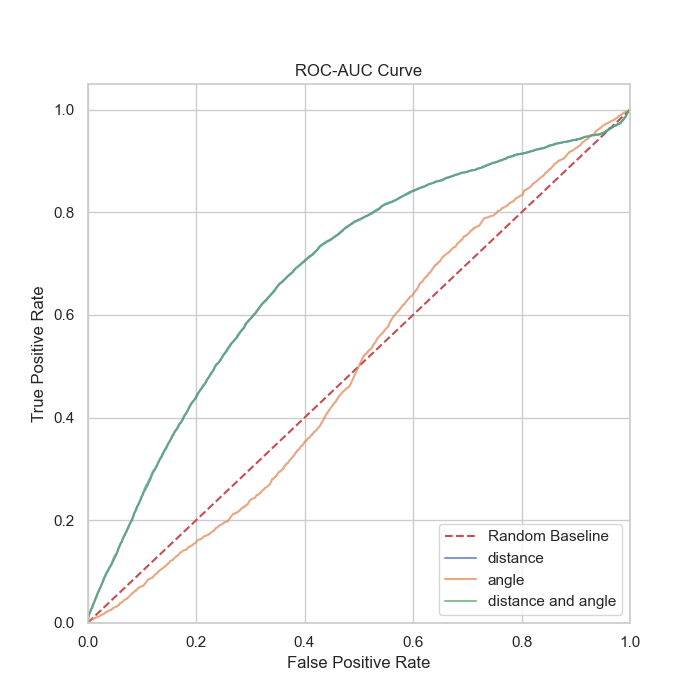 ROC-AUC Curve
1.0
0.8
0.6
0.4
0.2
0.0
True Positive Rate
0.0 0.2 0.4 0.6 0.8 1.0
False Positive Rate
Random Baseline
distance
angle
distance and angle